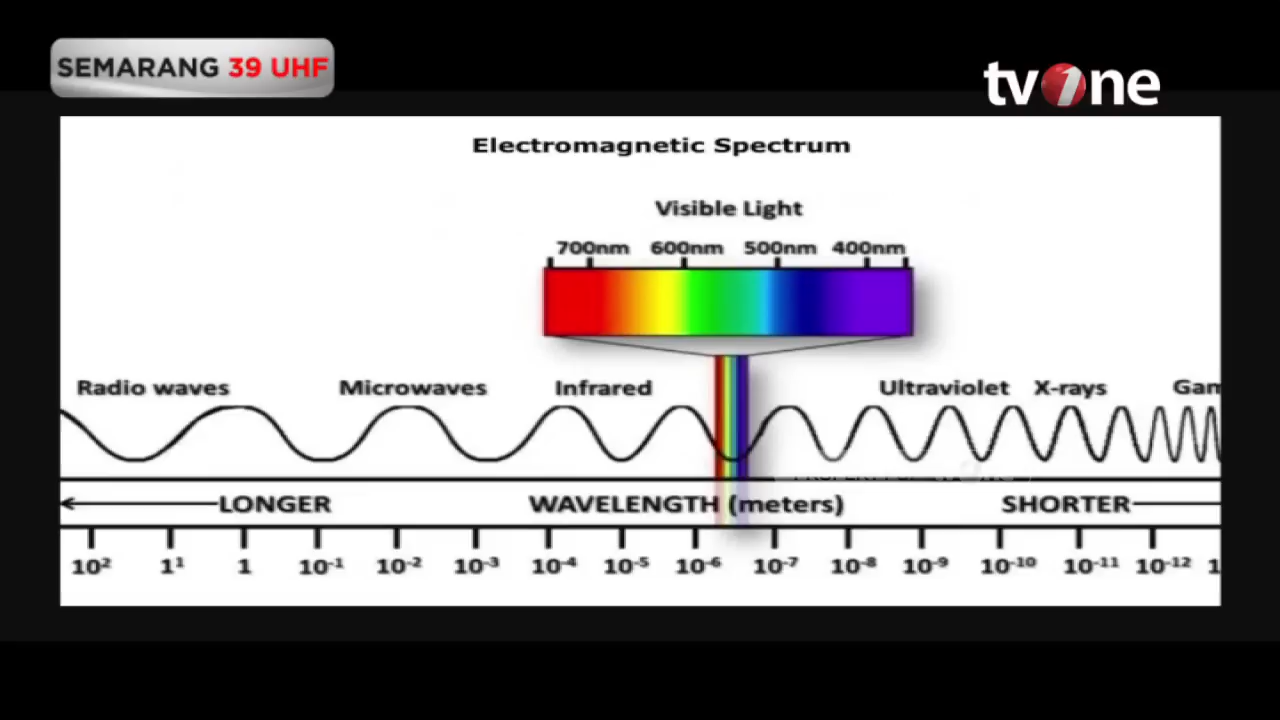 SEMARANG 39 UHF
tvOne
Electromagnetic Spectrum
Visible Light
700nm 600nm 500nm 400nm
Radio waves Microwaves Infrared Ultraviolet X-rays Gam
LONGER WAVELENGTH (meters) SHORTER
10² 1¹ 1 10⁻¹ 10⁻² 10⁻³ 10⁻⁴ 10⁻⁵ 10⁻⁶ 10⁻⁷ 10⁻⁸ 10⁻⁹ 10⁻¹⁰ 10⁻¹¹ 10⁻¹² 1